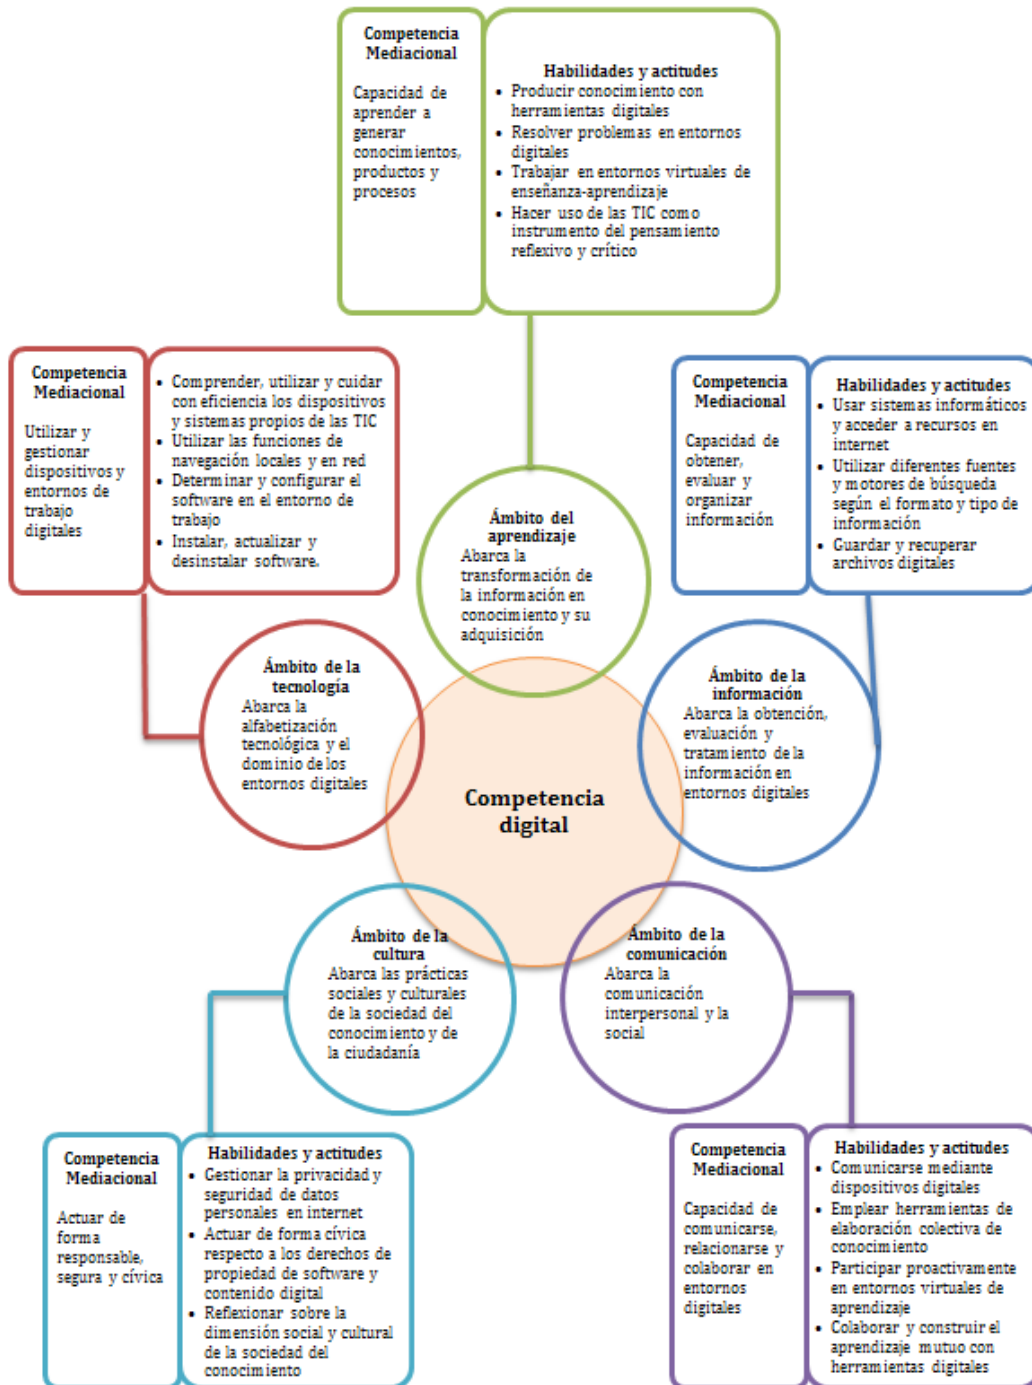 Competencia
Mediacional
Capacidad de
aprender a
generar
conocimientos,
productos y
procesos
Habilidades y actitudes
• Producir conocimiento con
herramientas digitales
• Resolver problemas en entornos
digitales
• Trabajar en entornos virtuales de
enseñanza-aprendizaje
• Hacer uso de las TIC como
instrumento del pensamiento
reflexivo y crítico
Competencia
Mediacional
Utilizar y
gestionar
dispositivos y
entornos de
trabajo
digitales
• Comprender, utilizar y cuidar
con eficiencia los dispositivos
y sistemas propios de las TIC
• Utilizar las funciones de
navegación locales y en red
• Determinar y configurar el
software en el entorno de
trabajo
• Instalar, actualizar y
desinstalar software.
Competencia
Mediacional
Capacidad de
obtener,
evaluar y
organizar
información
Habilidades y actitudes
• Usar sistemas informáticos
y acceder a recursos en
internet
• Utilizar diferentes fuentes
y motores de búsqueda
según el formato y tipo de
información
• Guardar y recuperar
archivos digitales
Ámbito del
aprendizaje
Abarca la
transformación de
la información en
conocimiento y su
adquisición
Ámbito de la
tecnología
Abarca la
alfabetización
tecnológica y el
dominio de los
entornos digitales
Ámbito de la
información
Abarca la obtención,
evaluación y
tratamiento de la
información en
entornos digitales
Competencia
digital
Ámbito de la
cultura
Abarca las prácticas
sociales y culturales
de la sociedad del
conocimiento y de
la ciudadanía
Ámbito de la
comunicación
Abarca la
comunicación
interpersonal y la
social
Competencia
Mediacional
Actuar de
forma
responsable,
segura y cívica
Habilidades y actitudes
• Gestionar la privacidad y
seguridad de datos
personales en internet
• Actuar de forma cívica
respecto a los derechos de
propiedad de software y
contenido digital
• Reflexionar sobre la
dimensión social y cultural
de la sociedad del
conocimiento
Competencia
Mediacional
Capacidad de
comunicarse,
relacionarse y
colaborar en
entornos
digitales
Habilidades y actitudes
• Comunicarse mediante
dispositivos digitales
• Emplear herramientas de
elaboración colectiva de
conocimiento
• Participar proactivamente
en entornos virtuales de
aprendizaje
• Colaborar y construir el
aprendizaje mutuo con
herramientas digitales